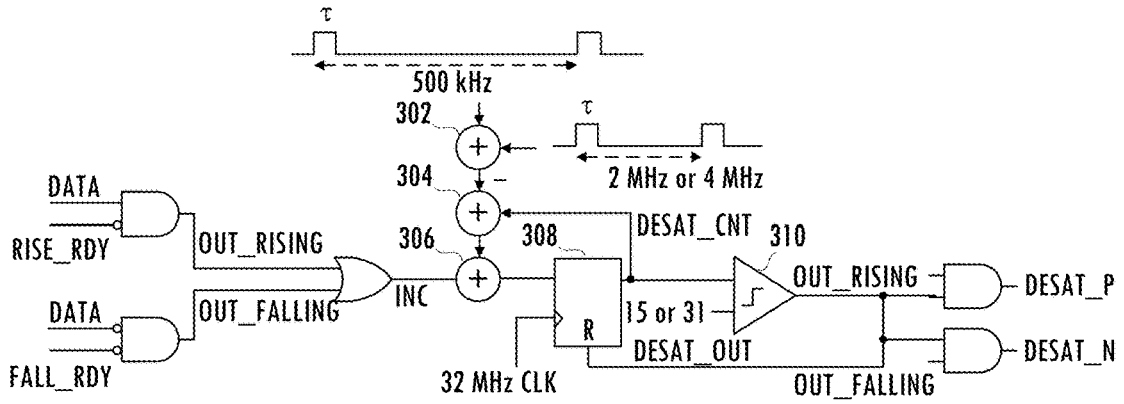 τ
500 kHz
302
+
τ
2 MHz or 4 MHz
–
304
+
DATA
RISE_RDY
OUT_RISING
306
+
308
DESAT_CNT
310
OUT_RISING
DESAT_P
INC
OUT_FALLING
DATA
FALL_RDY
15 or 31
R
DESAT_OUT
32 MHz CLK
OUT_FALLING
DESAT_N